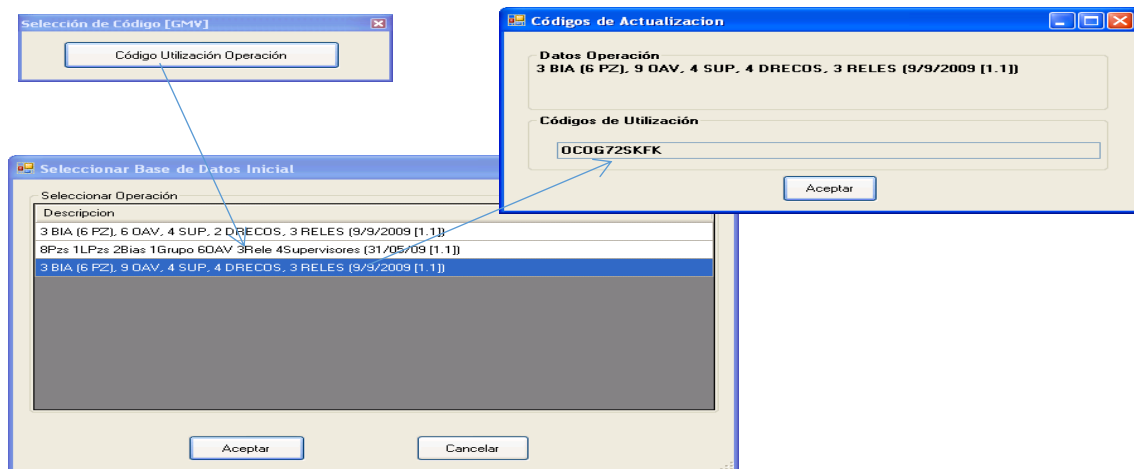 Selección de Código [GMV]
Código Utilización Operación
Códigos de Actualizacion
Datos Operación
3 BIA (6 PZ), 9 OAV, 4 SUP, 4 DRECOS, 3 RELES (9/9/2009 [1.1])
Códigos de Utilización
OCOG72SKFK
Aceptar
Seleccionar Base de Datos Inicial
Seleccionar Operación
Descripcion
3 BIA (6 PZ), 6 OAV, 4 SUP, 2 DRECOS, 3 RELES (9/9/2009 [1.1])
8Pzs 1LPzs 2Bias 1Grupo 6OAV 3Rele 4Supervisores (31/05/09 [1.1])
3 BIA (6 PZ), 9 OAV, 4 SUP, 4 DRECOS, 3 RELES (9/9/2009 [1.1])
Aceptar
Cancelar